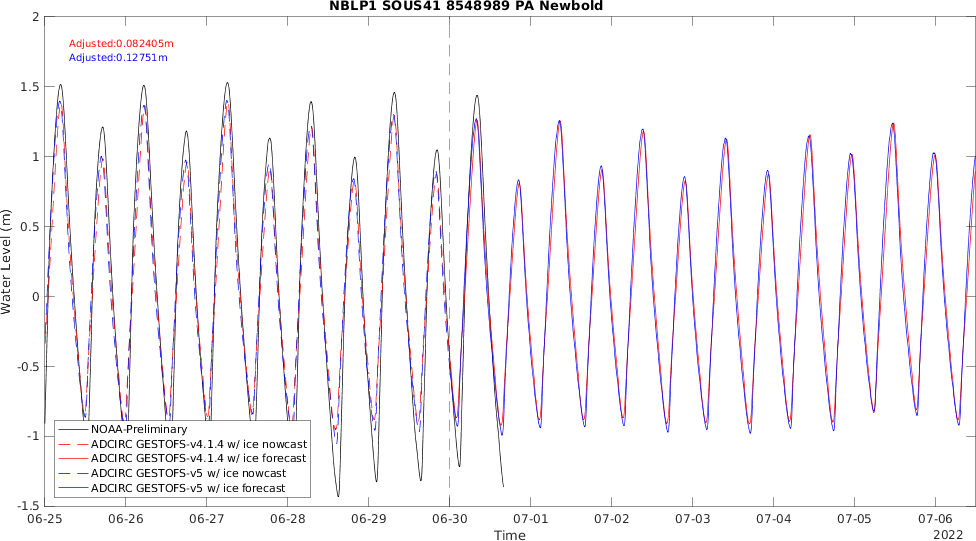 NBLP1 SOUS41 8548989 PA Newbold
Adjusted:0.082405m
Adjusted:0.12751m
Water Level (m)
2
1.5
1
0.5
0
-0.5
-1
-1.5
NOAA-Preliminary
ADCIRC GESTOFS-v4.1.4 w/ ice nowcast
ADCIRC GESTOFS-v4.1.4 w/ ice forecast
ADCIRC GESTOFS-v5 w/ ice nowcast
ADCIRC GESTOFS-v5 w/ ice forecast
06-25 06-26 06-27 06-28 06-29 06-30 07-01 07-02 07-03 07-04 07-05 07-06
Time
2022